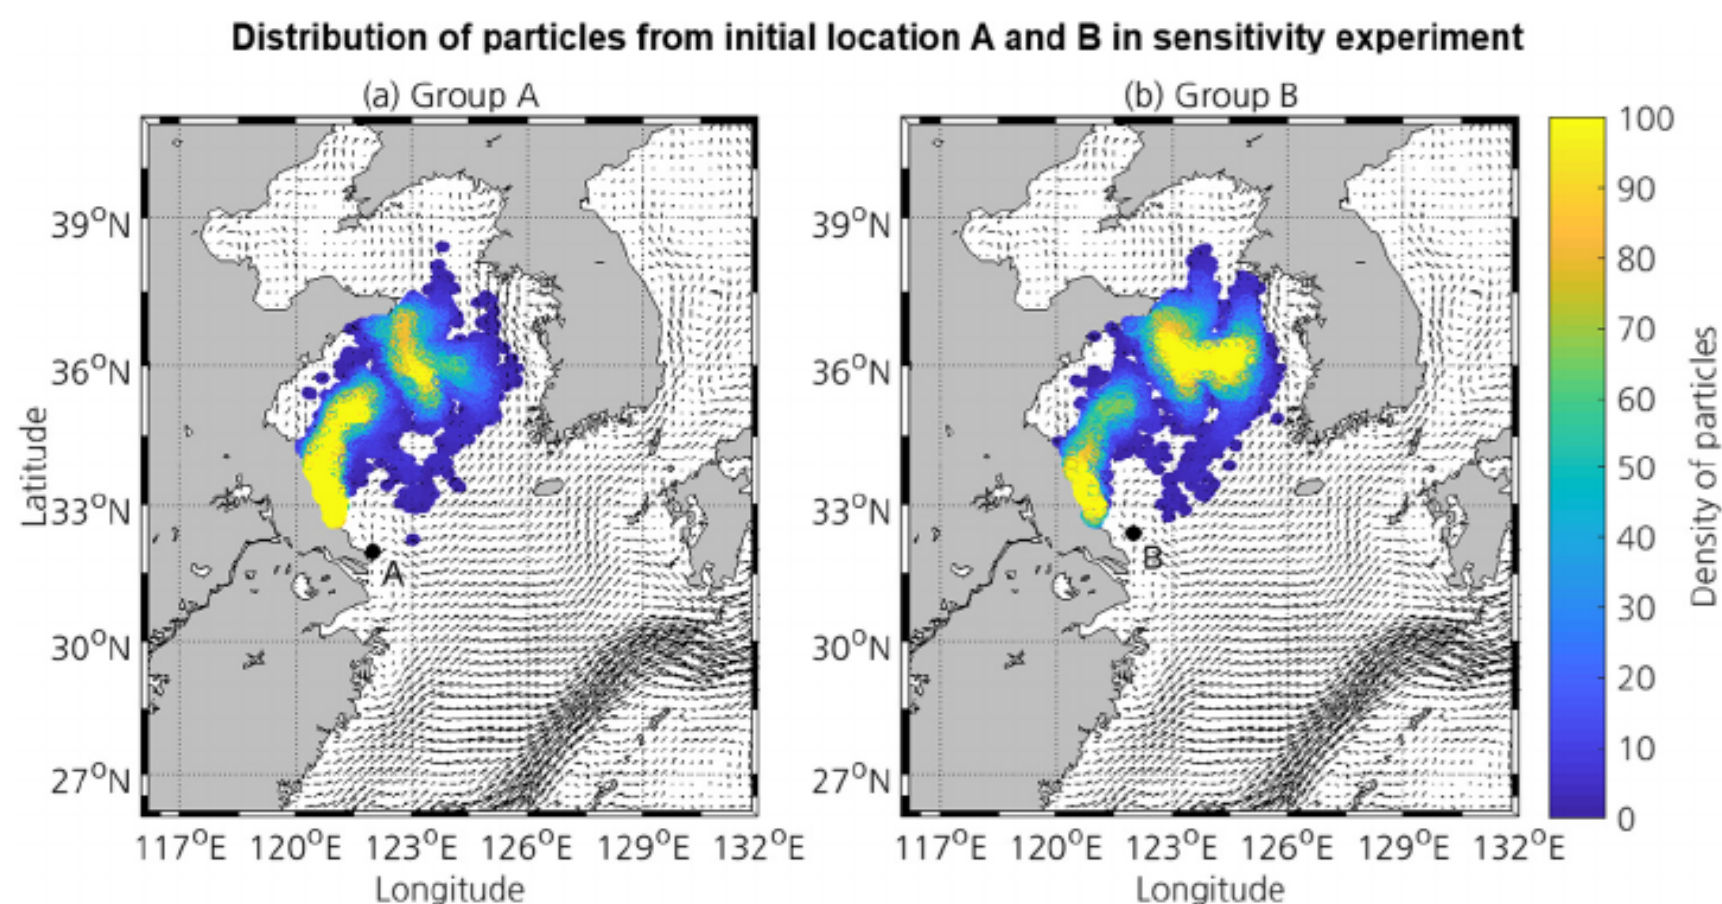 Distribution of particles from initial location A and B in sensitivity experiment
(a) Group A
(b) Group B
39°N
36°N
33°N
30°N
27°N
Latitude
A
117°E 120°E 123°E 126°E 129°E 132°E
Longitude
39°N
36°N
33°N
30°N
27°N
B
117°E 120°E 123°E 126°E 129°E 132°E
Longitude
100
90
80
70
60
50
40
30
20
10
0
Density of particles